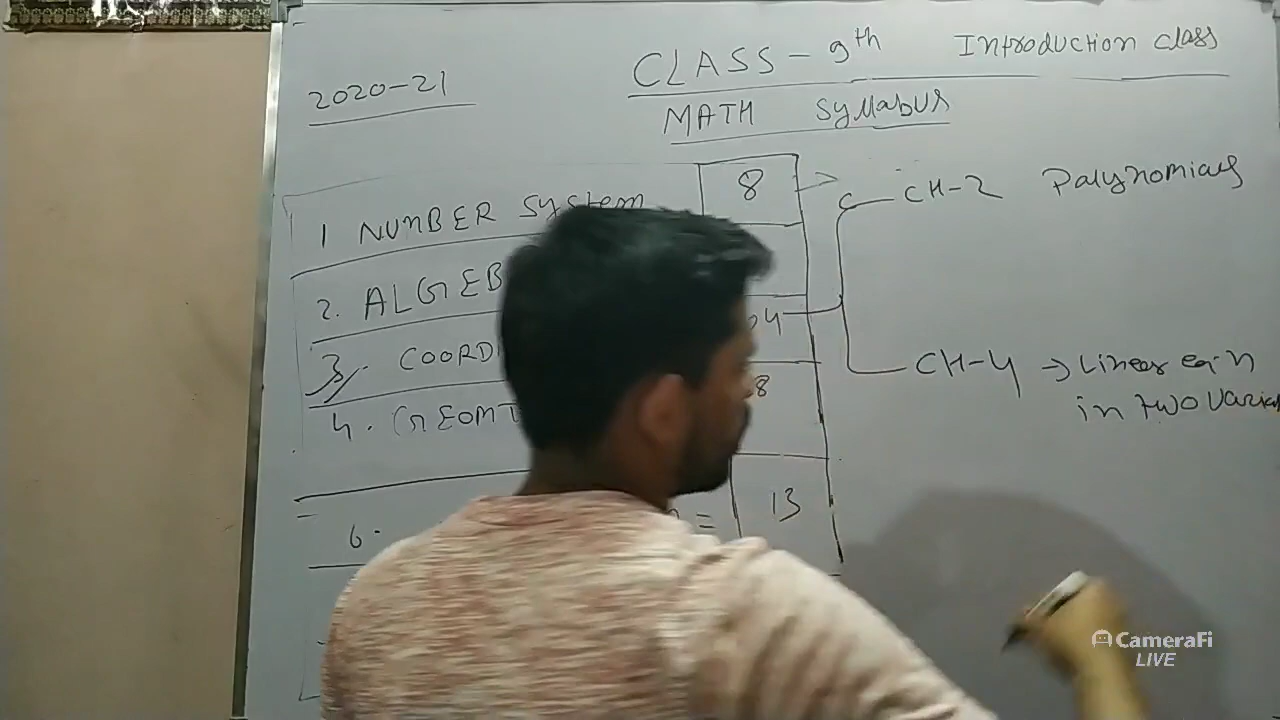 CLASS - 9th Introduction class
2020-21
MATH Syllabus
1 NUMBER System 8
CH-2 Polynomials
2. ALGEB
3. COORDI 04
CH-4 → Linear eqn
in two Varia
4. GEOMT 8
6. = 13
CameraFi
LIVE